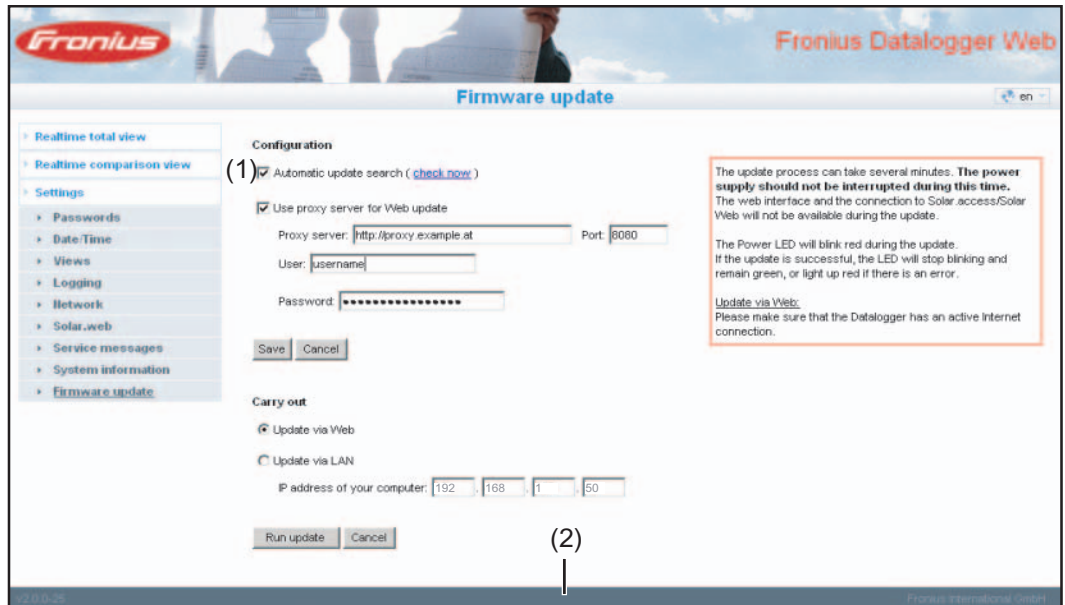 Fronius
Fronius Datalogger Web
Firmware update
en
Realtime total view
Realtime comparison view
Settings
Passwords
Date/Time
Views
Logging
Network
Solar.web
Service messages
System information
Firmware update
Configuration
(1)
Automatic update search ( check now )
Use proxy server for Web update
Proxy server: http://proxy.example.at Port: 8080
User: username
Password: ••••••••••••••••
Save Cancel
Carry out
Update via Web
Update via LAN
IP address of your computer: 192 . 168 . 1 . 50
Run update Cancel
The update process can take several minutes. The power
supply should not be interrupted during this time.
The web interface and the connection to Solar.access/Solar
Web will not be available during the update.
The Power LED will blink red during the update.
If the update is successful, the LED will stop blinking and
remain green, or light up red if there is an error.
Update via Web:
Please make sure that the Datalogger has an active Internet
connection.
(2)
v2.0.0-25
Fronius International GmbH